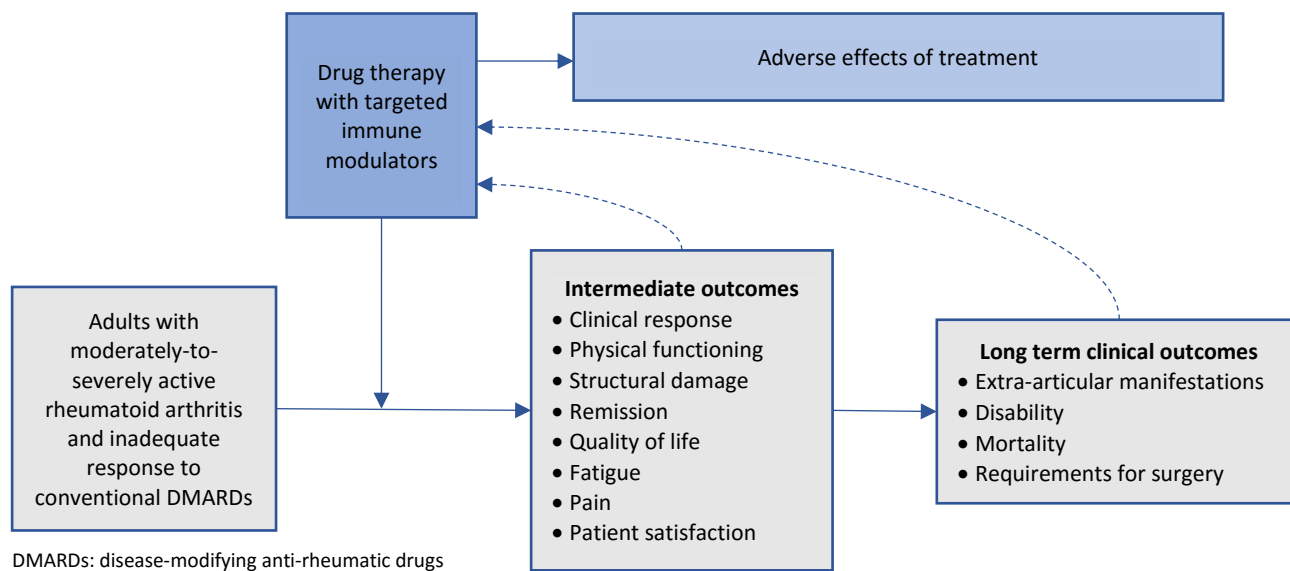 Drug therapy
with targeted
immune
modulators
Adverse effects of treatment
Adults with
moderately-to-
severely active
rheumatoid arthritis
and inadequate
response to
conventional DMARDs
Intermediate outcomes
• Clinical response
• Physical functioning
• Structural damage
• Remission
• Quality of life
• Fatigue
• Pain
• Patient satisfaction
Long term clinical outcomes
• Extra-articular manifestations
• Disability
• Mortality
• Requirements for surgery
DMARDs: disease-modifying anti-rheumatic drugs